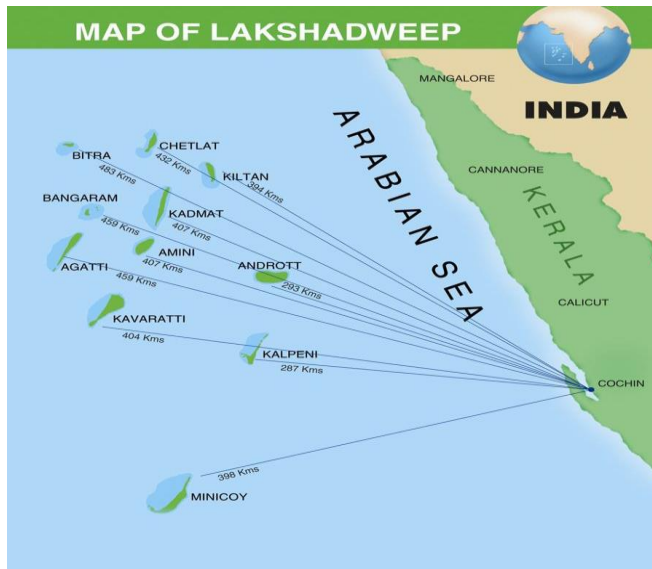 MAP OF LAKSHADWEEP
INDIA
MANGALORE
ARABIAN SEA
CHETLAT
432 Kms
BITRA
483 Kms
KILTAN
394 Kms
CANNANORE
KERALA
BANGARAM
459 Kms
KADMAT
407 Kms
AMINI
407 Kms
AGATTI
459 Kms
ANDROTT
293 Kms
CALICUT
KAVARATTI
404 Kms
KALPENI
287 Kms
COCHIN
398 Kms
MINICOY